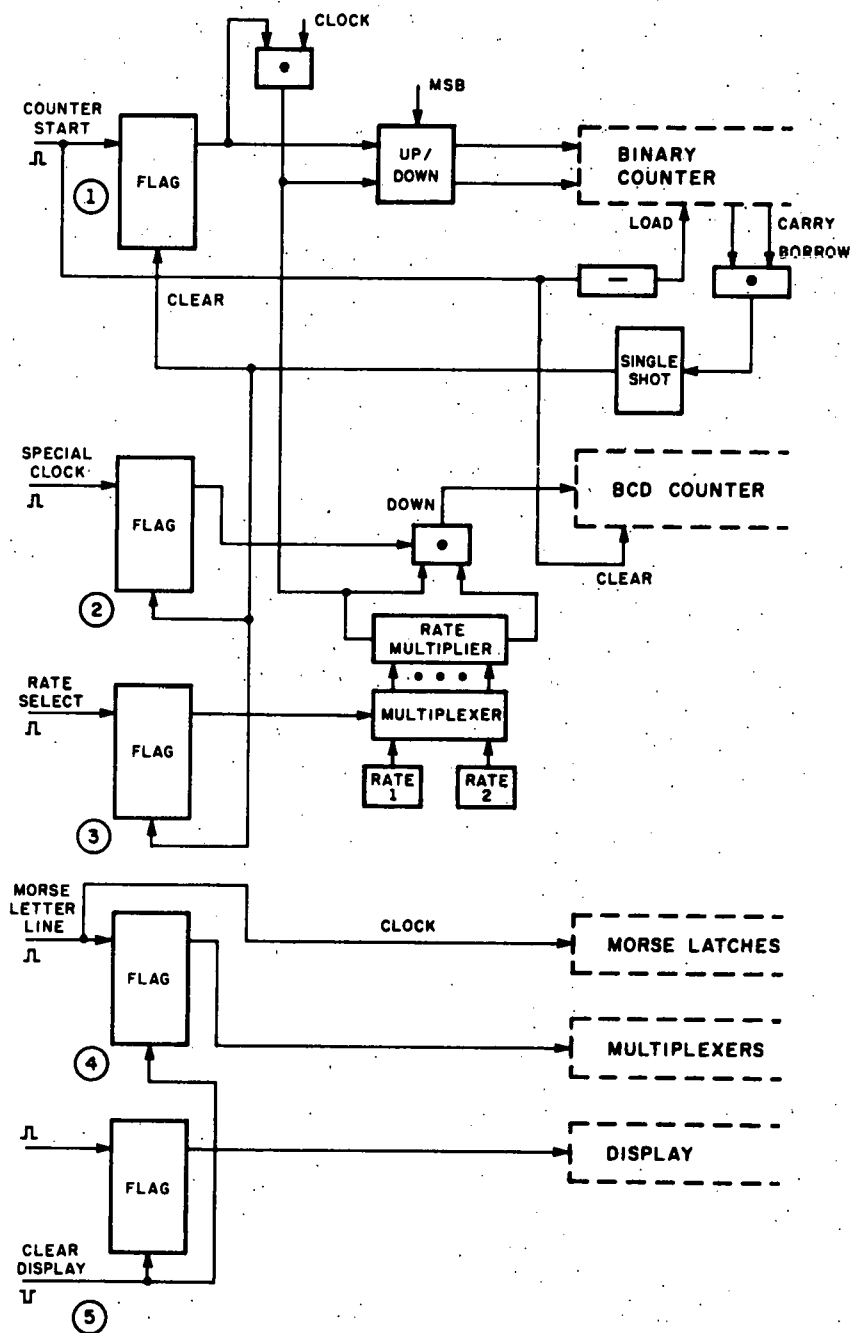 CLOCK
MSB
COUNTER
START
FLAG
1
UP/
DOWN
BINARY
COUNTER
LOAD
CARRY
BORROW
CLEAR
SINGLE
SHOT
SPECIAL
CLOCK
FLAG
2
DOWN
BCD COUNTER
CLEAR
RATE
MULTIPLIER
RATE
SELECT
FLAG
3
MULTIPLEXER
RATE
1
RATE
2
MORSE
LETTER
LINE
FLAG
4
CLOCK
MORSE LATCHES
MULTIPLEXERS
FLAG
DISPLAY
CLEAR
DISPLAY
5